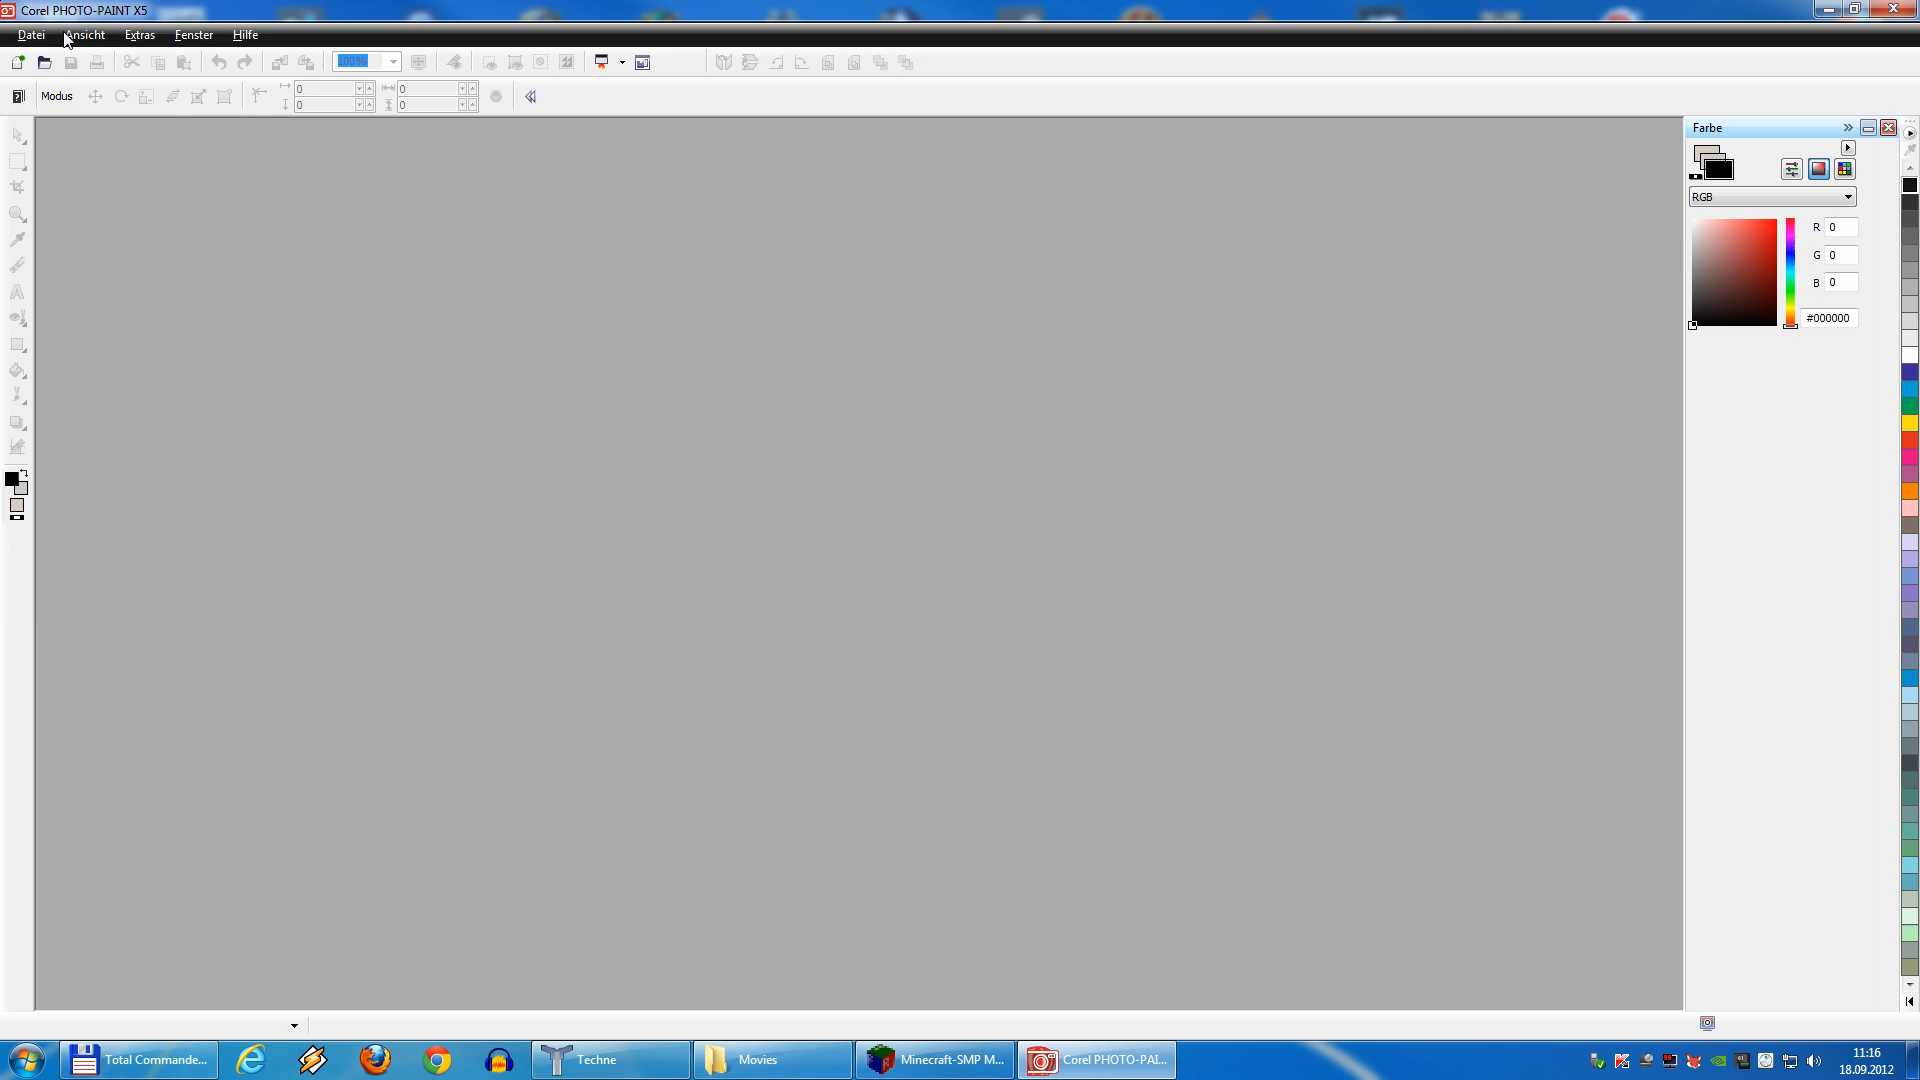 Corel PHOTO-PAINT X5
Datei Ansicht Extras Fenster Hilfe
100%
Modus
0 0
0 0
Farbe
RGB
R 0
G 0
B 0
#000000
Total Commande... Techne Movies Minecraft-SMP M... Corel PHOTO-PAI...
11:16
18.09.2012